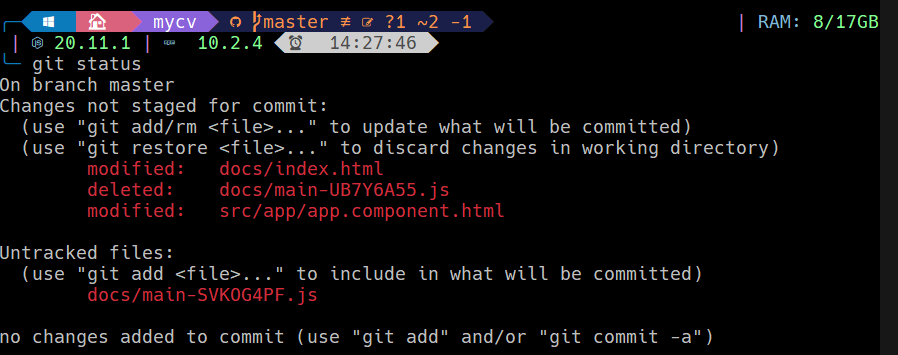 mycv master ≡ ?1 ~2 -1 | RAM: 8/17GB
| 20.11.1 | 10.2.4 14:27:46
git status
On branch master
Changes not staged for commit:
(use "git add/rm <file>..." to update what will be committed)
(use "git restore <file>..." to discard changes in working directory)
modified: docs/index.html
deleted: docs/main-UB7Y6A55.js
modified: src/app/app.component.html
Untracked files:
(use "git add <file>..." to include in what will be committed)
docs/main-SVKOG4PF.js
no changes added to commit (use "git add" and/or "git commit -a")